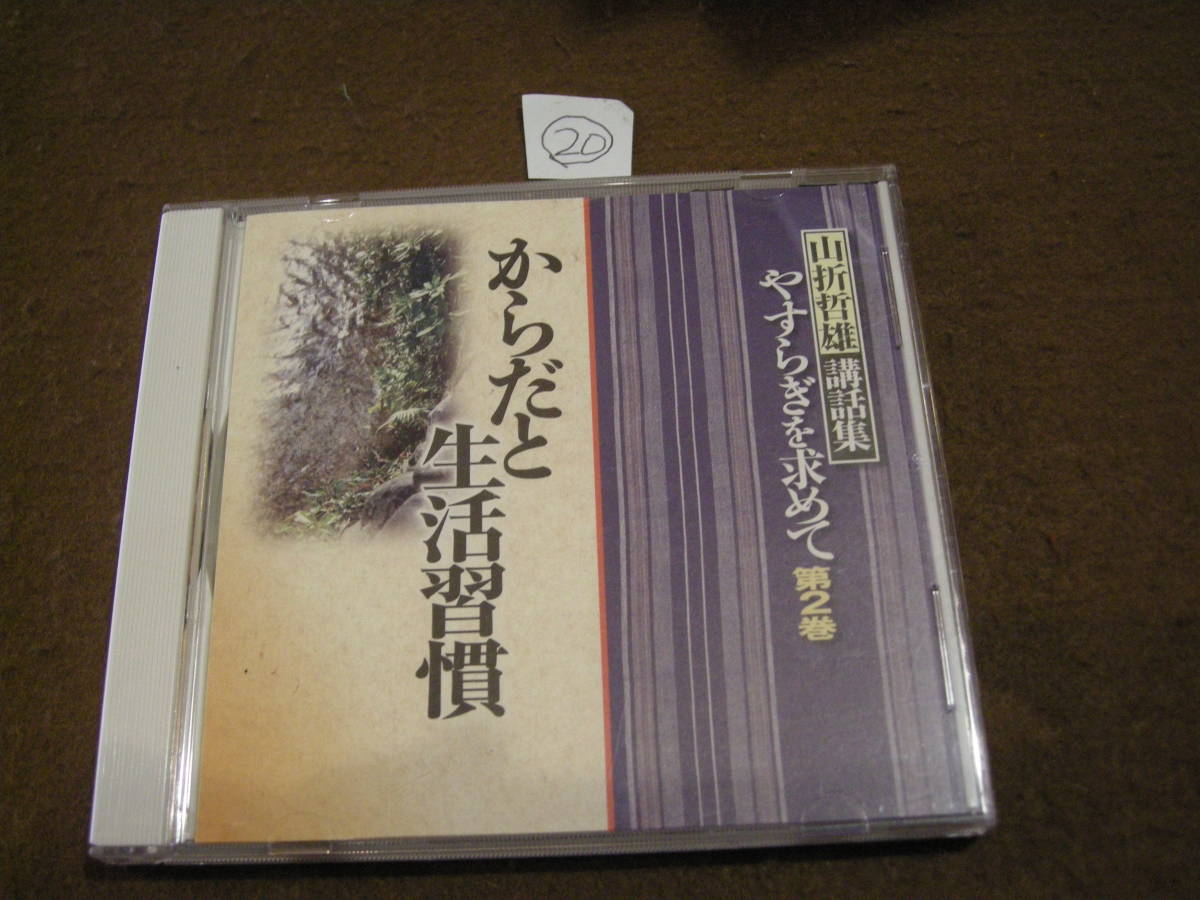 ⑳
山折哲雄 講話集
やすらぎを求めて 第2巻
からだと
生活習慣